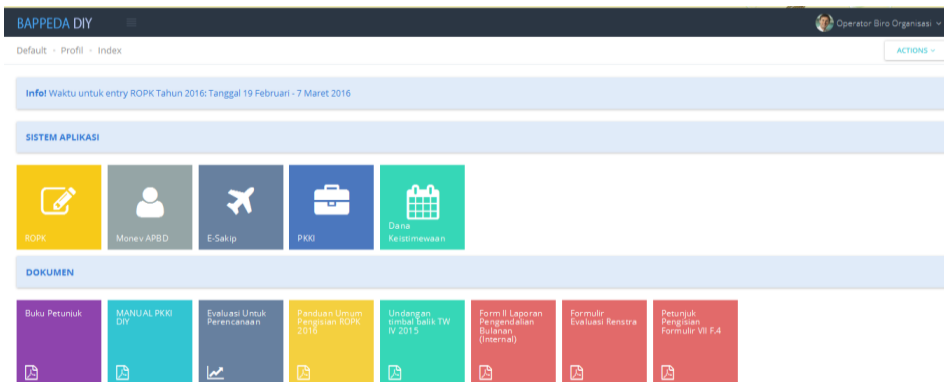 BAPPEDA DIY
Operator Biro Organisasi
Default - Profil - Index
ACTIONS
Info! Waktu untuk entry ROPK Tahun 2016: Tanggal 19 Februari - 7 Maret 2016
SISTEM APLIKASI
ROPK
Monev APBD
E-Sakip
PKKI
Dana
Keistimewaan
DOKUMEN
Buku Petunjuk
MANUAL PKKI
DIY
Evaluasi Untuk
Perencanaan
Panduan Umum
Pengisian ROPK
2016
Undangan
timbal balik TW
IV 2015
Form II Laporan
Pengendalian
Bulanan
(Internal)
Formulir
Evaluasi Renstra
Petunjuk
Pengisian
Formulir VII F.4